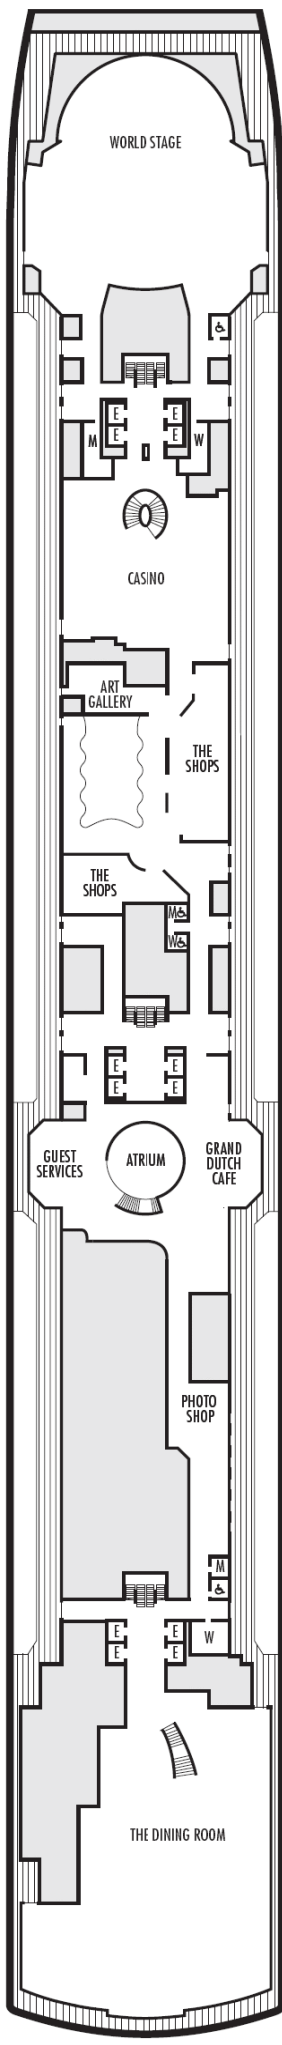 WORLD STAGE
E
E
E
E
M
W
CASINO
ART
GALLERY
THE
SHOPS
THE
SHOPS
M
W
E
E
E
E
GUEST
SERVICES
ATRIUM
GRAND
DUTCH
CAFE
PHOTO
SHOP
M
E
E
E
E
W
THE DINING ROOM